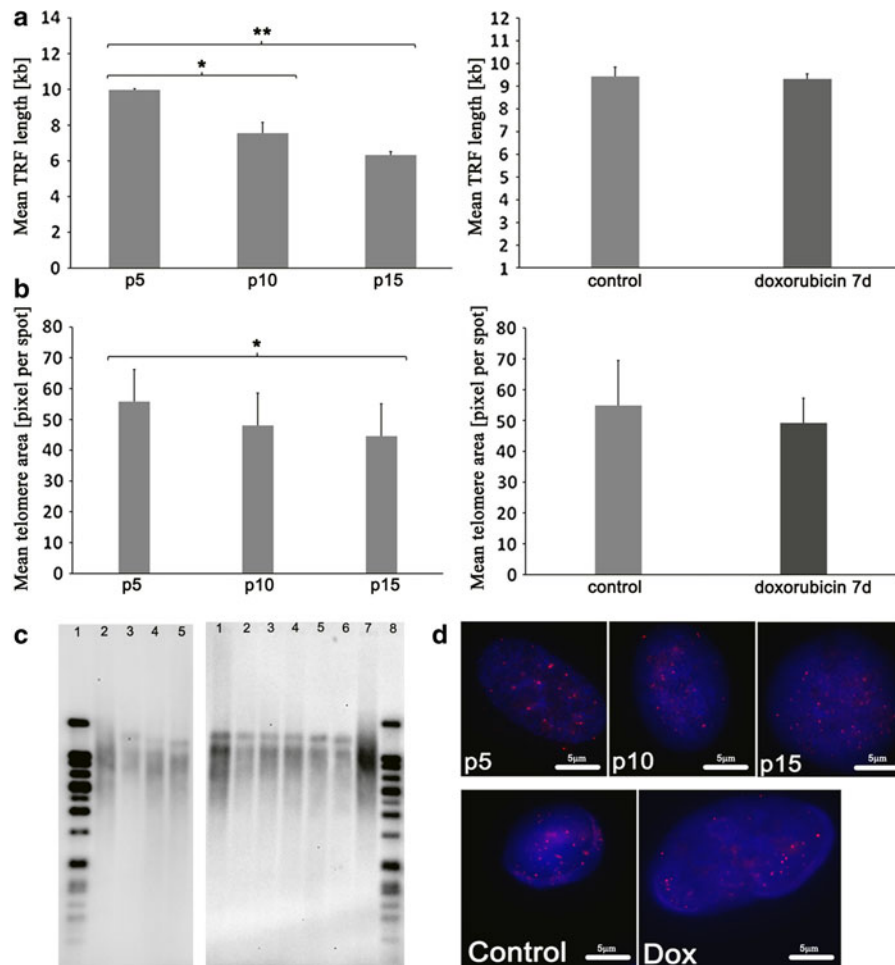 a
Mean TRF length [kb]
14
12
10
8
6
4
2
0
**
*
p5 p10 p15
Mean TRF length [kb]
12
11
10
9
8
7
6
5
4
3
2
1
control doxorubicin 7d
b
Mean telomere area [pixel per spot]
80
70
60
50
40
30
20
10
0
*
p5 p10 p15
Mean telomere area [pixel per spot]
80
70
60
50
40
30
20
10
0
control doxorubicin 7d
c
1 2 3 4 5
1 2 3 4 5 6 7 8
d
p5 5µm
p10 5µm
p15 5µm
Control 5µm
Dox 5µm